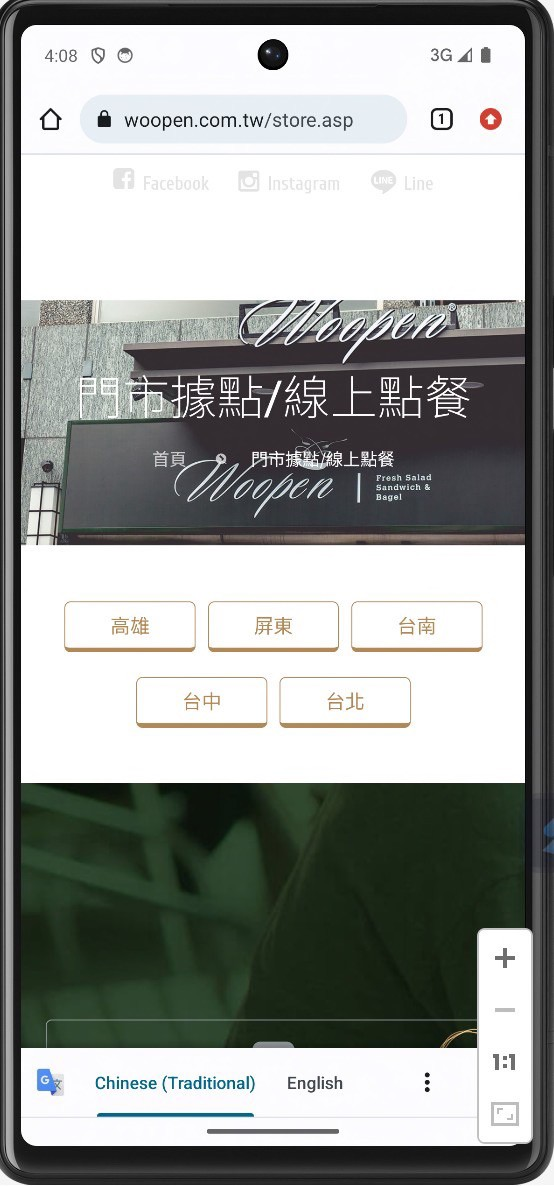 4:08
3G
woopen.com.tw/store.asp
1
Facebook
Instagram
LINE
Line
Woopen®
門市據點/線上點餐
首頁
門市據點/線上點餐
Woopen
Fresh Salad
Sandwich &
Bagel
高雄
屏東
台南
台中
台北
G
文
Chinese (Traditional)
English
1:1